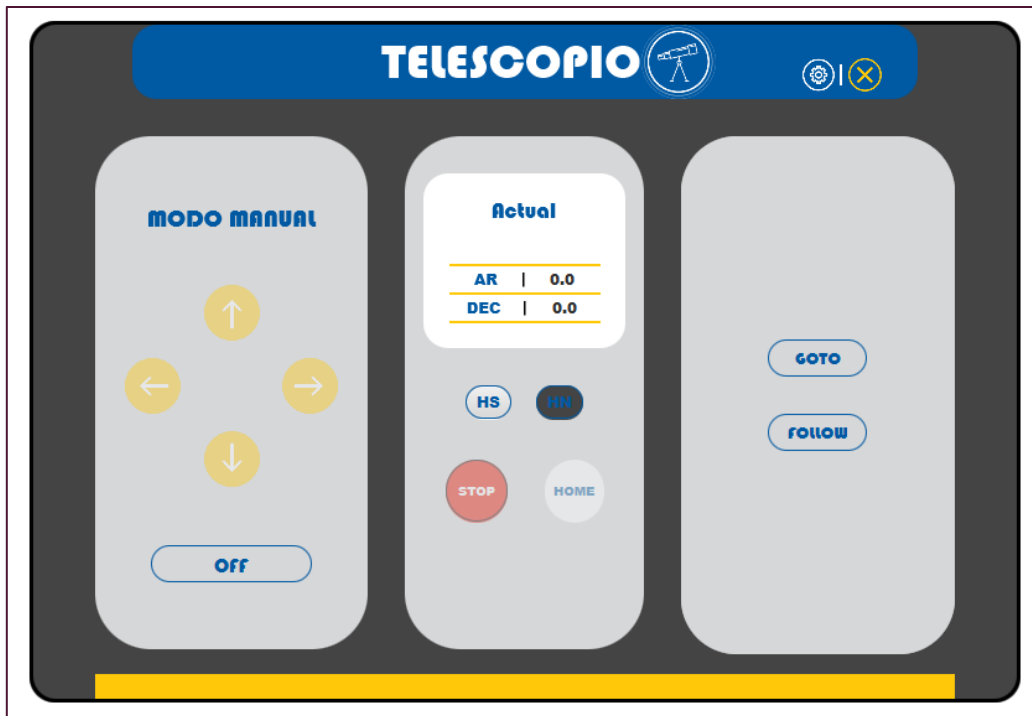 TELESCOPIO
MODO MANUAL
OFF
Actual
AR | 0.0
DEC | 0.0
HS HN
STOP HOME
GOTO
FOLLOW